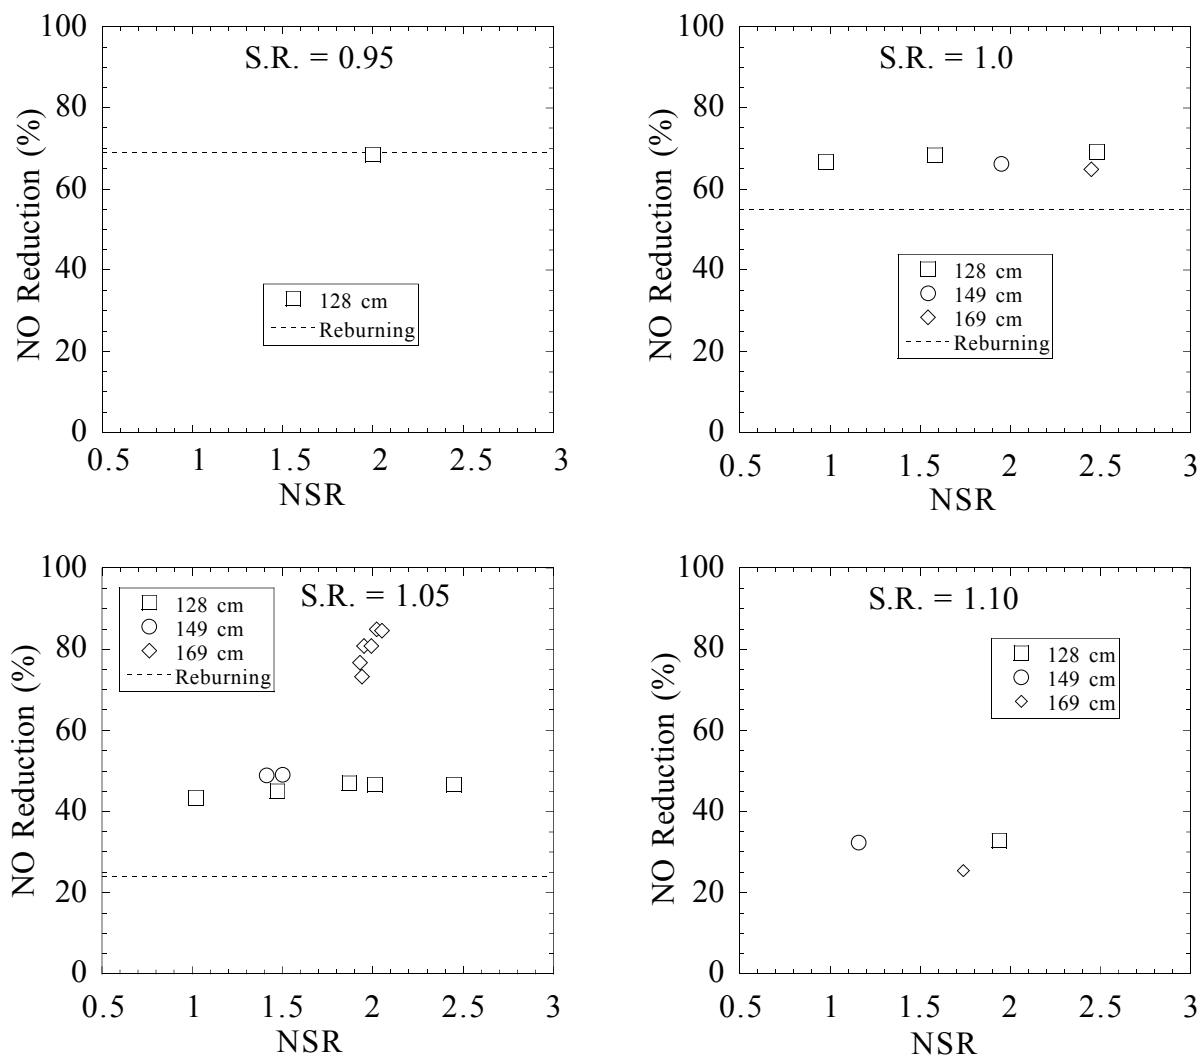 S.R. = 0.95
NO Reduction (%)
100
80
60
40
20
0
128 cm
Reburning
0.5 1 1.5 2 2.5 3
NSR
S.R. = 1.0
NO Reduction (%)
100
80
60
40
20
0
128 cm
149 cm
169 cm
Reburning
0.5 1 1.5 2 2.5 3
NSR
S.R. = 1.05
NO Reduction (%)
100
80
60
40
20
0
128 cm
149 cm
169 cm
Reburning
0.5 1 1.5 2 2.5 3
NSR
S.R. = 1.10
NO Reduction (%)
100
80
60
40
20
0
128 cm
149 cm
169 cm
0.5 1 1.5 2 2.5 3
NSR